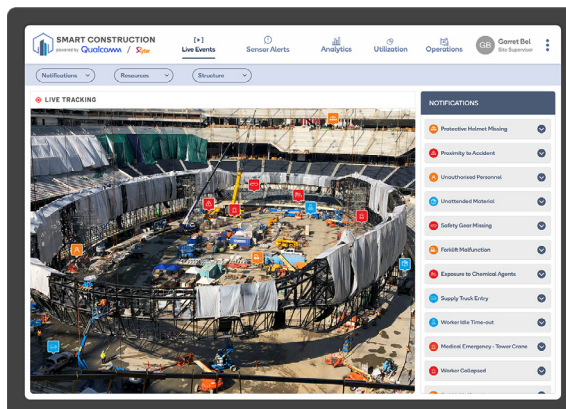 SMART CONSTRUCTION
powered by Qualcomm /
Live Events
Sensor Alerts
Analytics
Utilization
Operations
GB
Garret Bel
Site Supervisor
Notifications
Resources
Structure
LIVE TRACKING
NOTIFICATIONS
Protective Helmet Missing
Proximity to Accident
Unauthorised Personnel
Unattended Material
Safety Gear Missing
Forklift Malfunction
Exposure to Chemical Agents
Supply Truck Entry
Worker Idle Time-out
Medical Emergency - Tower Crane
Worker Collapsed